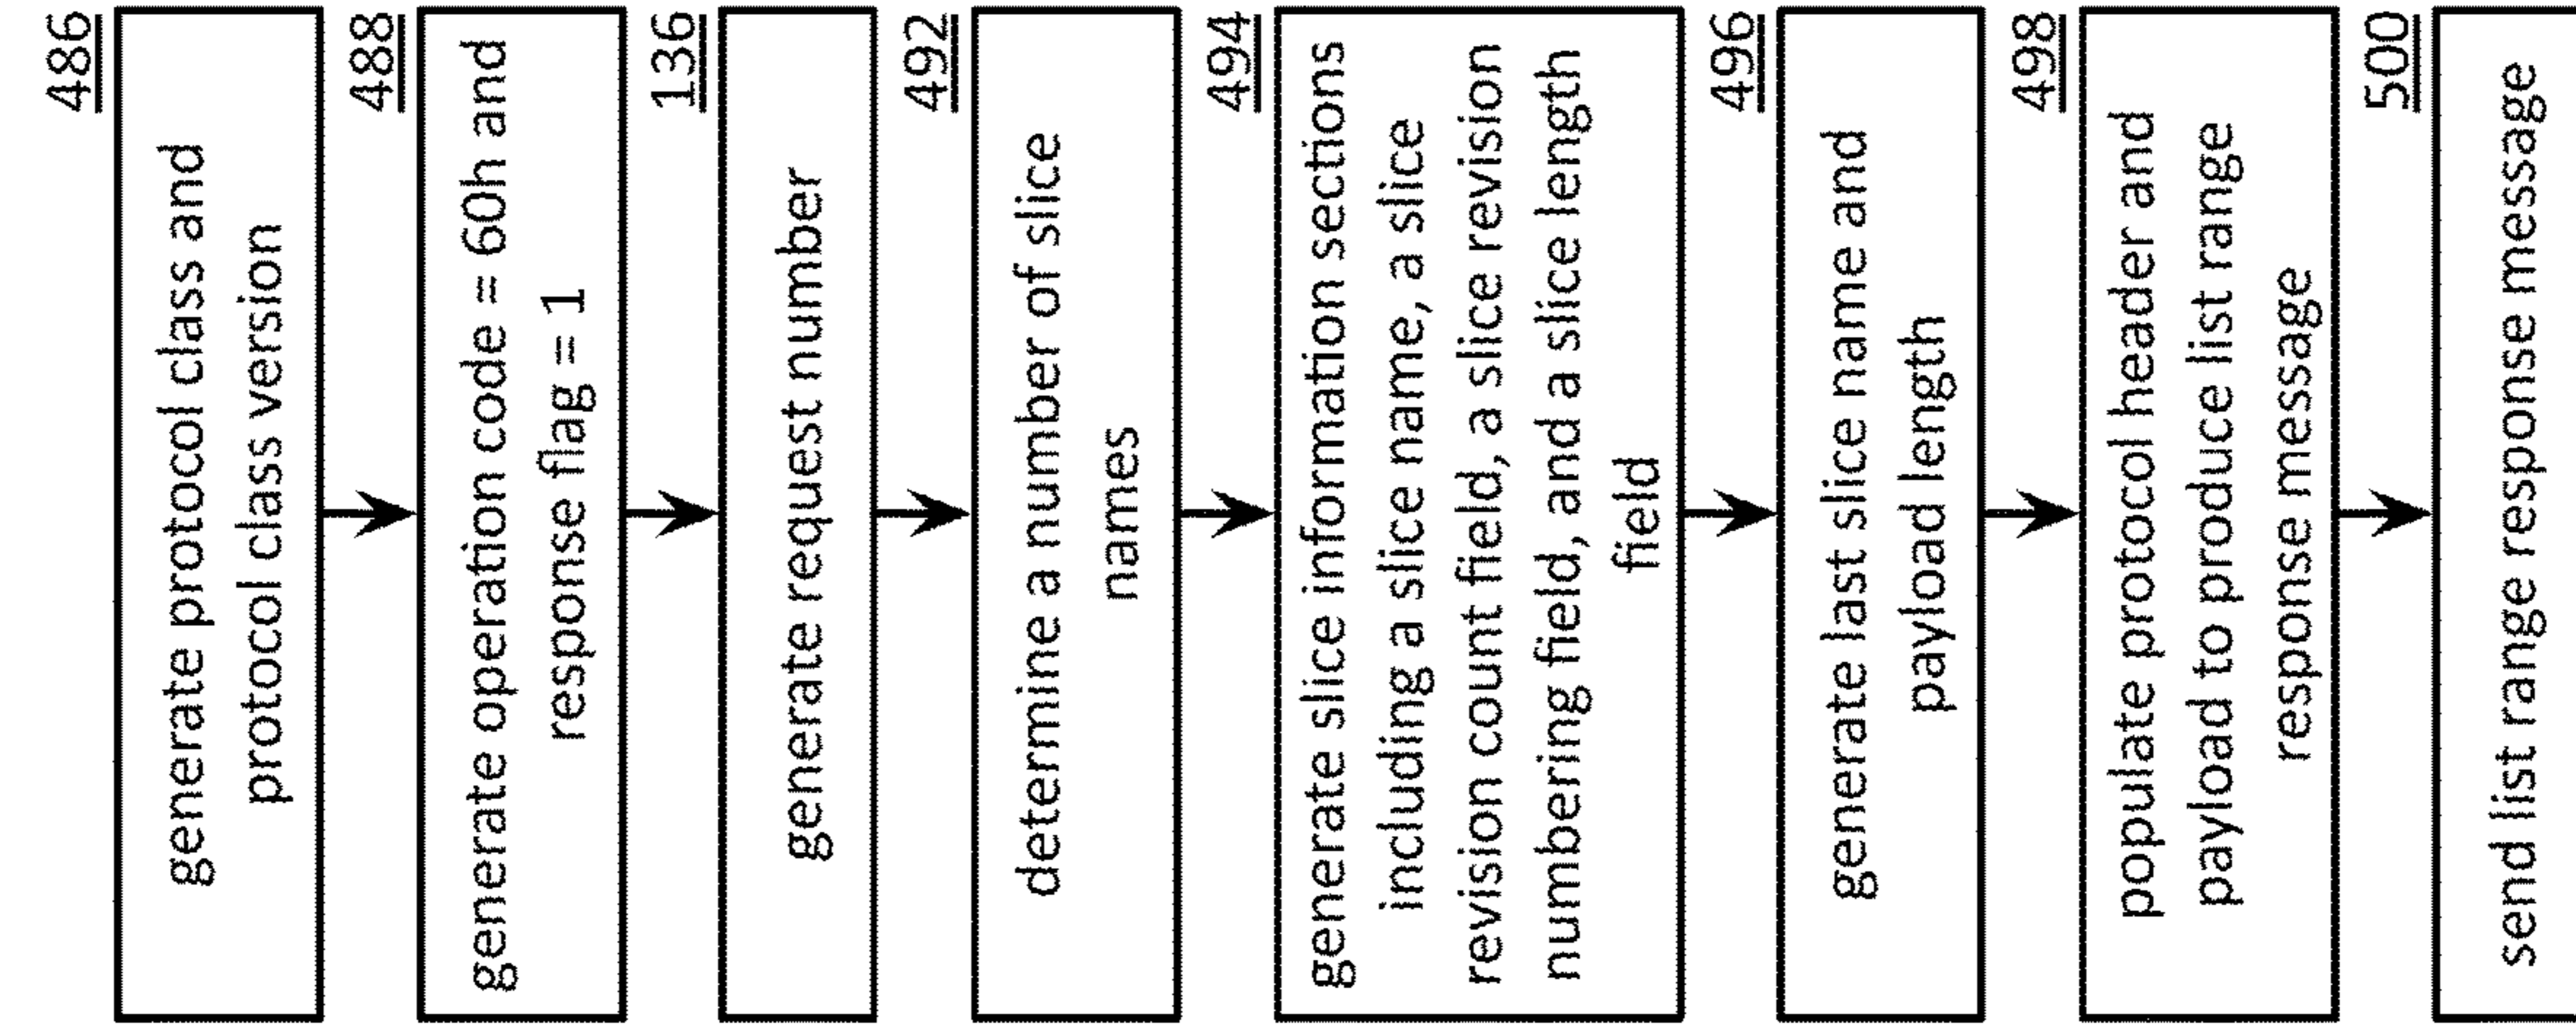 486
generate protocol class and
protocol class version
488
generate operation code = 60h and
response flag = 1
136
generate request number
492
determine a number of slice
names
494
generate slice information sections
including a slice name, a slice
revision count field, a slice revision
numbering field, and a slice length
field
496
generate last slice name and
payload length
498
populate protocol header and
payload to produce list range
response message
500
send list range response message